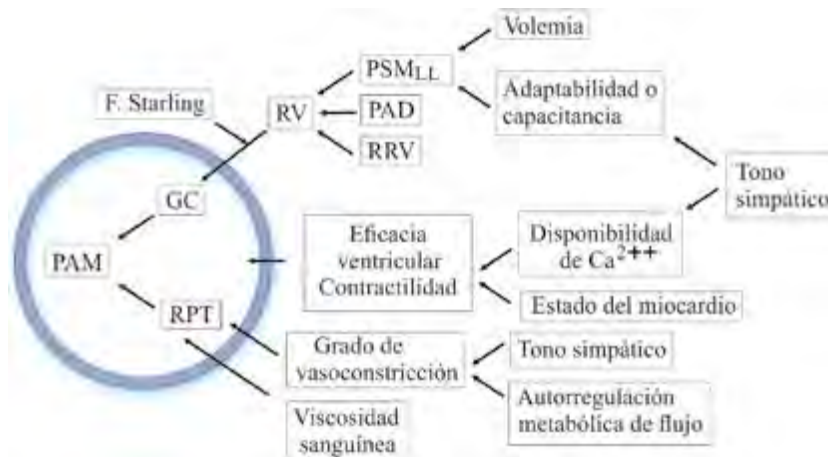 Volemia
PSMLL
F. Starling
RV
PAD
Adaptabilidad o
capacitancia
RRV
Tono
simpático
GC
Eficacia
ventricular
Contractilidad
Disponibilidad
de Ca2++
PAM
Estado del miocardio
RPT
Grado de
vasoconstricción
Tono simpático
Autorregulación
metabólica de flujo
Viscosidad
sanguínea